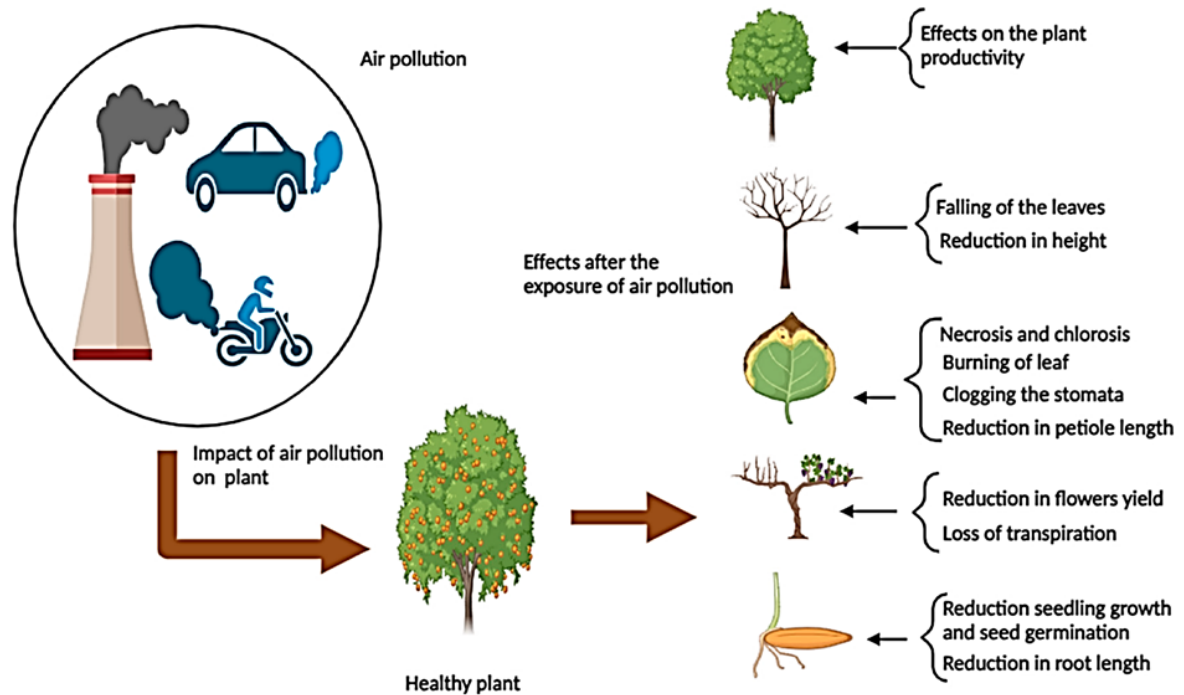 Air pollution
Effects on the plant
productivity
Falling of the leaves
Reduction in height
Effects after the
exposure of air pollution
Necrosis and chlorosis
Burning of leaf
Clogging the stomata
Reduction in petiole length
Impact of air pollution
on plant
Reduction in flowers yield
Loss of transpiration
Reduction seedling growth
and seed germination
Reduction in root length
Healthy plant